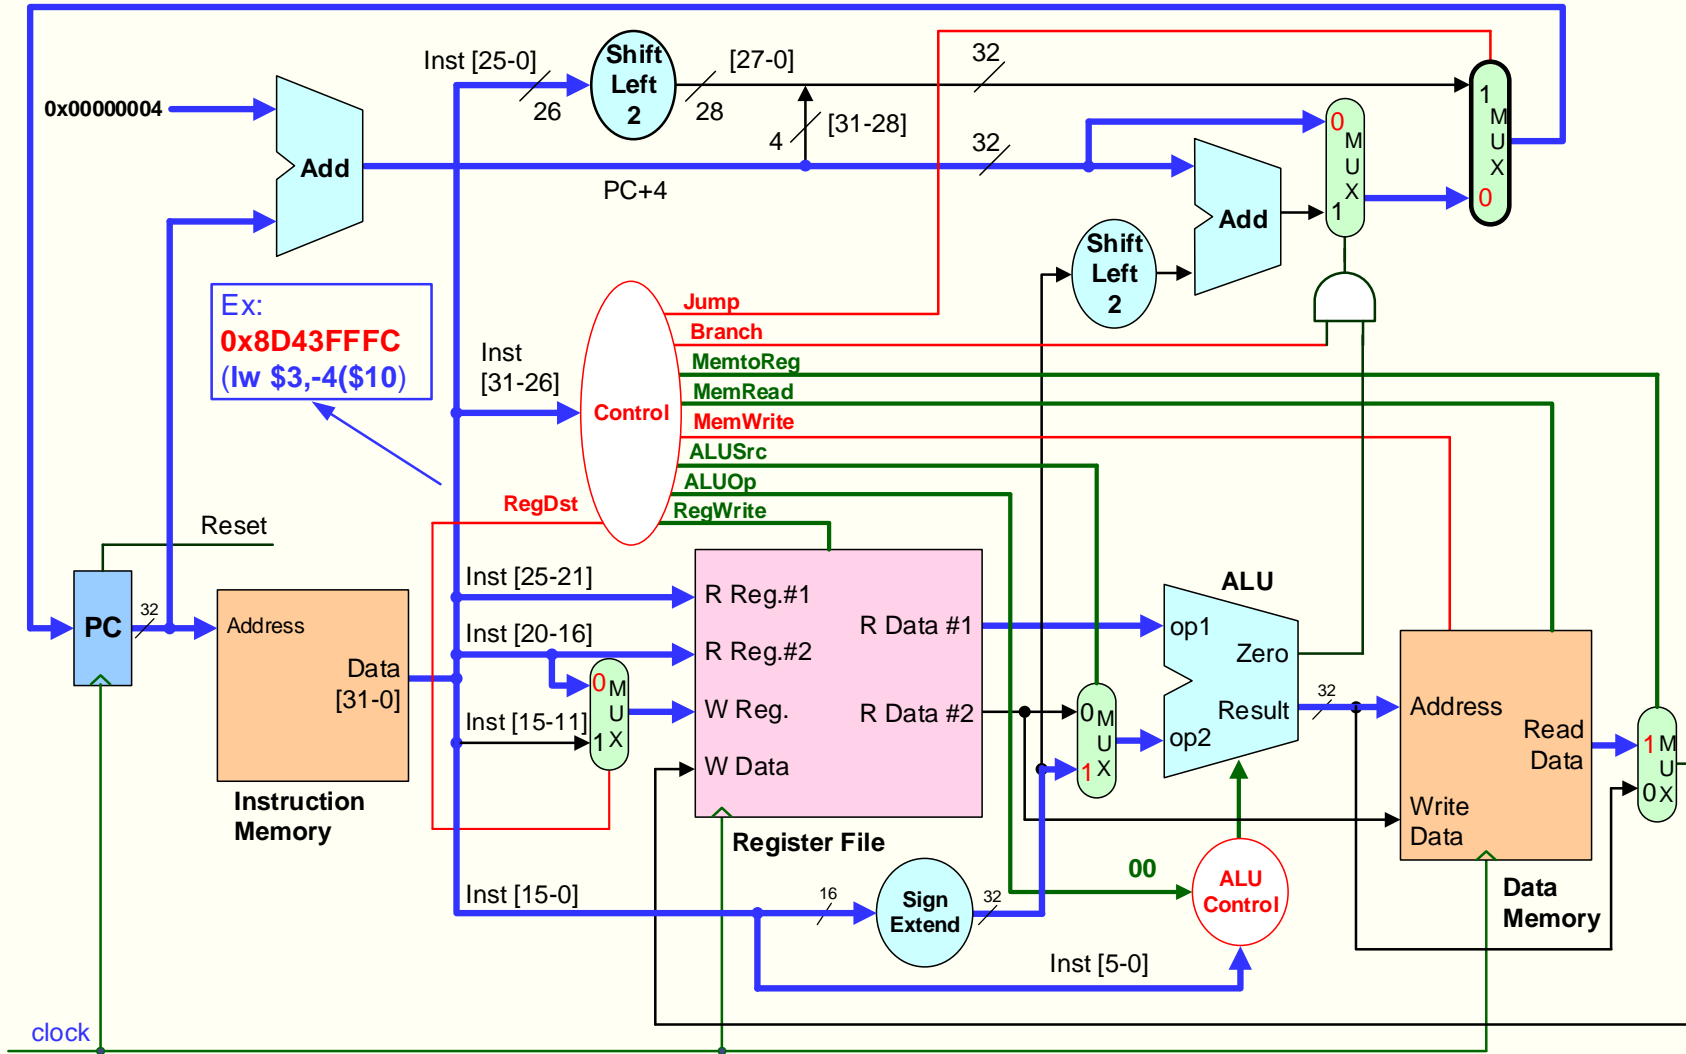 Inst [25-0]
26
Shift
Left
2
28
[27-0]
32
4
[31-28]
0x00000004
Add
PC+4
32
0
M
U
X
1
1
M
U
X
0
Add
Shift
Left
2
Ex:
0x8D43FFFC
(lw $3,-4($10)
Inst
[31-26]
Control
Jump
Branch
MemtoReg
MemRead
MemWrite
ALUSrc
ALUOp
RegWrite
RegDst
Reset
PC
32
Address
Data
[31-0]
Instruction
Memory
Inst [25-21]
Inst [20-16]
Inst [15-11]
0
M
U
1
X
R Reg.#1
R Reg.#2
W Reg.
W Data
R Data #1
R Data #2
Register File
0
M
U
1
X
ALU
op1
Zero
Result
op2
32
Address
Read
Data
Write
Data
Data
Memory
1
M
U
0
X
Inst [15-0]
16
Sign
Extend
32
00
ALU
Control
Inst [5-0]
clock